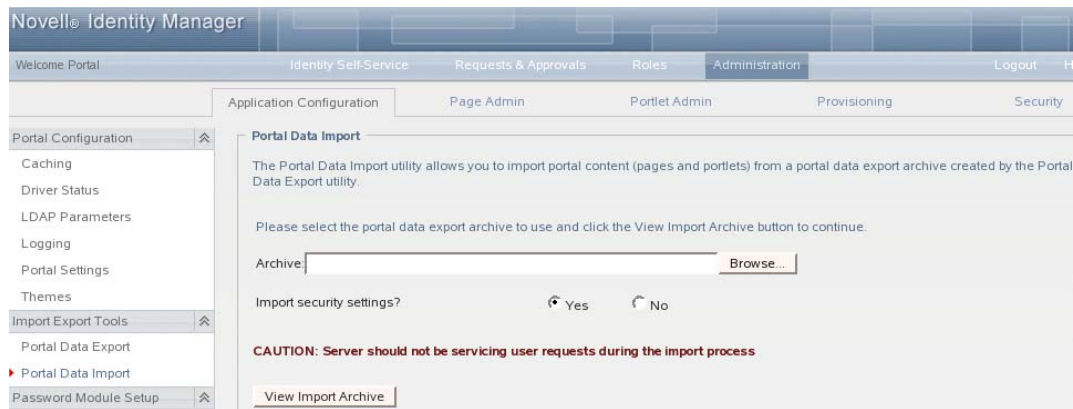 Novell® Identity Manager
Welcome Portal
Identity Self-Service
Requests & Approvals
Roles
Administration
Logout
Application Configuration
Page Admin
Portlet Admin
Provisioning
Security
Portal Configuration
Caching
Driver Status
LDAP Parameters
Logging
Portal Settings
Themes
Import Export Tools
Portal Data Export
Portal Data Import
Password Module Setup
Portal Data Import
The Portal Data Import utility allows you to import portal content (pages and portlets) from a portal data export archive created by the Portal
Data Export utility.
Please select the portal data export archive to use and click the View Import Archive button to continue.
Archive:
Browse...
Import security settings?
Yes
No
CAUTION: Server should not be servicing user requests during the import process
View Import Archive